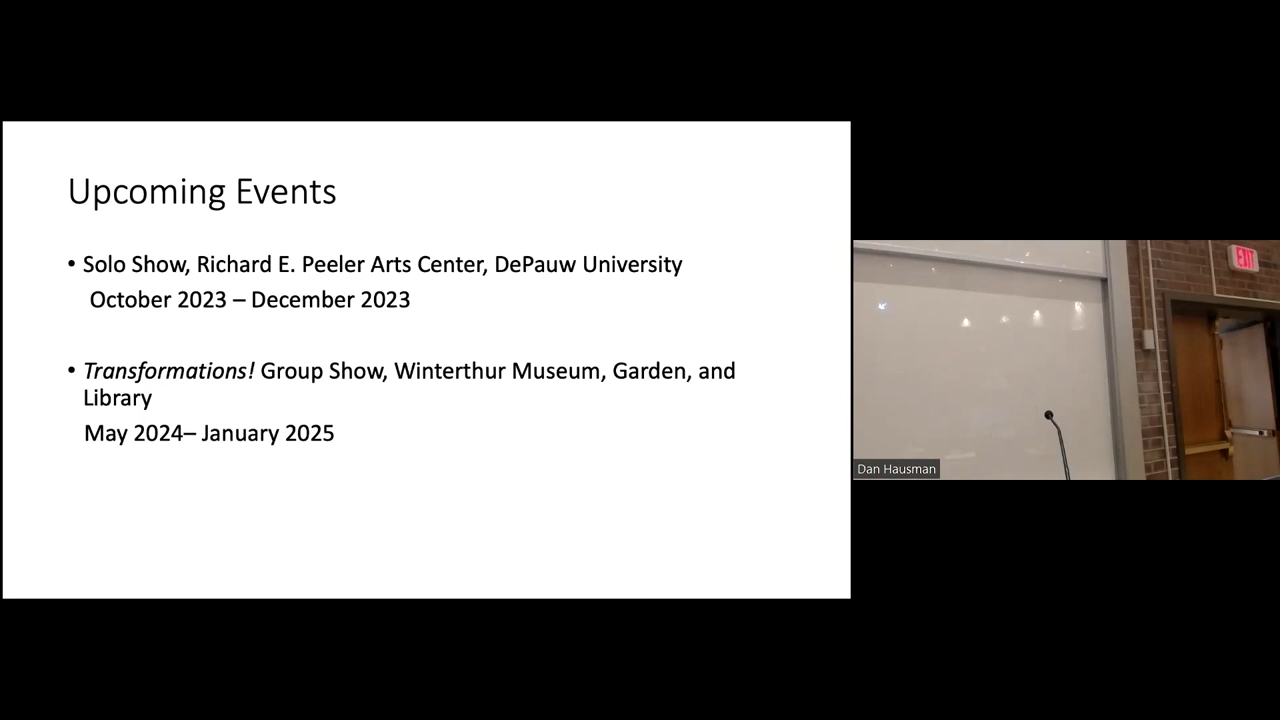 Upcoming Events
• Solo Show, Richard E. Peeler Arts Center, DePauw University
October 2023 – December 2023
• Transformations! Group Show, Winterthur Museum, Garden, and
Library
May 2024– January 2025
EXIT
Dan Hausman